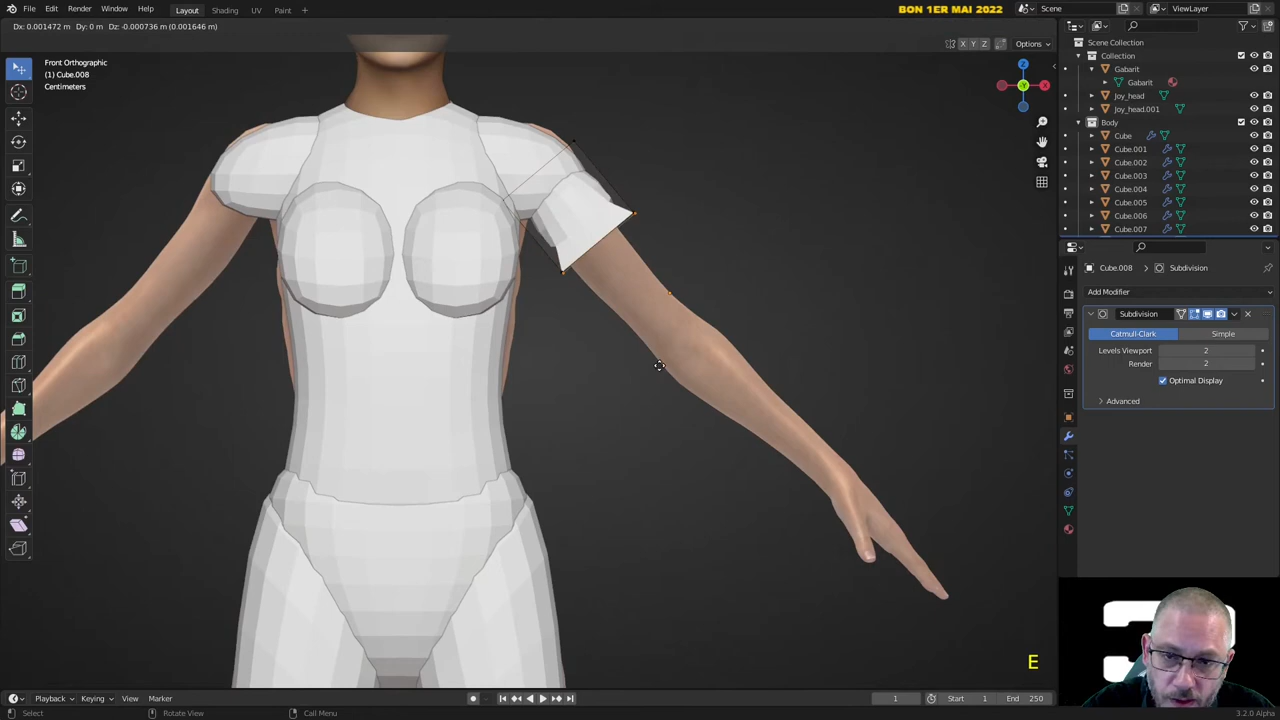 File Edit Render Window Help Layout Shading UV Paint + BON 1ER MAI 2022 Scene ViewLayer
Dx: 0.001472 m Dy: 0 m Dz: -0.000736 m (0.001646 m)
X Y Z Options
Front Orthographic
(1) Cube.008
Centimeters
Z
Y
X
Scene Collection
Collection
Gabarit
Gabarit
Joy_head
Joy_head.001
Body
Cube
Cube.001
Cube.002
Cube.003
Cube.004
Cube.005
Cube.006
Cube.007
Cube.008 > Subdivision
Add Modifier
Subdivision
Catmull-Clark Simple
Levels Viewport 2
Render 2
Optimal Display
Advanced
E
Playback Keying View Marker 1 Start 1 End 250
Select Rotate View Call Menu 3.2.0 Alpha